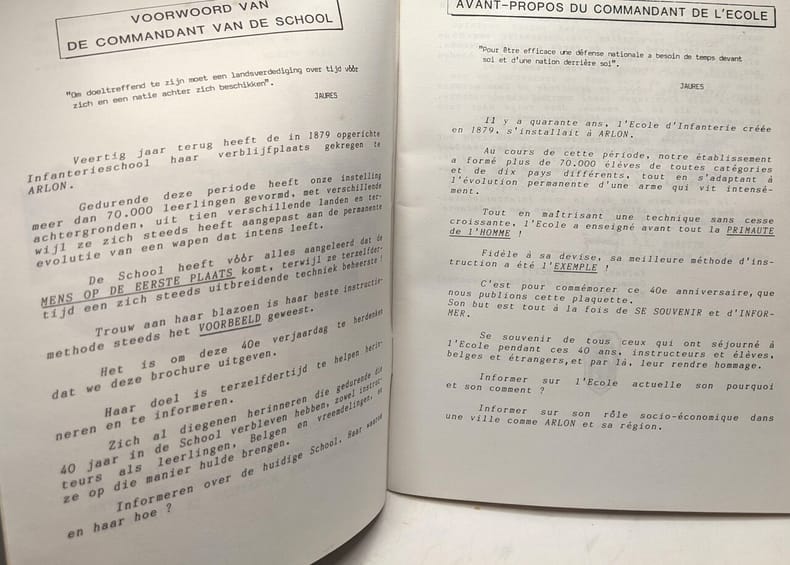 VOORWOORD VAN
DE COMMANDANT VAN DE SCHOOL
"Om doeltreffend te zijn moet een landsverdediging over tijd vòòr
zich en een natie achter zich beschikken".
JAURES
Veertig jaar terug heeft de in 1879 opgerichte
Infanterieschool haar verblijfplaats gekregen te
ARLON.
Gedurende deze periode heeft onze instelling
meer dan 70.000 leerlingen gevormd, met verschillende
achtergronden, uit tien verschillende landen en ter-
wijl ze zich steeds heeft aangepast aan de permanente
evolutie van een wapen dat intens leeft.
De School heeft vòòr alles aangeleerd dat de
MENS OP DE EERSTE PLAATS komt, terwijl ze terzelfder-
tijd een zich steeds uitbreidende techniek beheerste !
Trouw aan haar blazoen is haar beste instructie-
methode steeds het VOORBEELD geweest.
Het is om deze 40e verjaardag te herdenken
dat we deze brochure uitgeven.
Haar doel is terzelfdertijd te helpen herin-
neren en te informeren.
Zich al diegenen herinneren die gedurende die
40 jaar in de School verbleven hebben, zowel instruc-
teurs als leerlingen, Belgen en vreemdelingen, en
ze op die manier hulde brengen.
Informeren over de huidige School. Haar waarom
en haar hoe ?
AVANT-PROPOS DU COMMANDANT DE L'ECOLE
"Pour être efficace une défense nationale a besoin de temps devant
soi et d'une nation derrière soi".
JAURES
Il y a quarante ans, l'Ecole d'Infanterie créée
en 1879, s'installait à ARLON.
Au cours de cette période, notre établissement
a formé plus de 70.000 élèves de toutes catégories
et de dix pays différents, tout en s'adaptant à
l'évolution permanente d'une arme qui vit intensé-
ment.
Tout en maîtrisant une technique sans cesse
croissante, l'Ecole a enseigné avant tout la PRIMAUTE
de l'HOMME !
Fidèle à sa devise, sa meilleure méthode d'ins-
truction a été l'EXEMPLE !
C'est pour commémorer ce 40e anniversaire, que
nous publions cette plaquette.
Son but est tout à la fois de SE SOUVENIR et d'INFOR-
MER.
Se souvenir de tous ceux qui ont séjourné à
l'Ecole pendant ces 40 ans, instructeurs et élèves,
belges et étrangers,et par là, leur rendre hommage.
Informer sur l'Ecole actuelle son pourquoi
et son comment ?
Informer sur son rôle socio-économique dans
une ville comme ARLON et sa région.